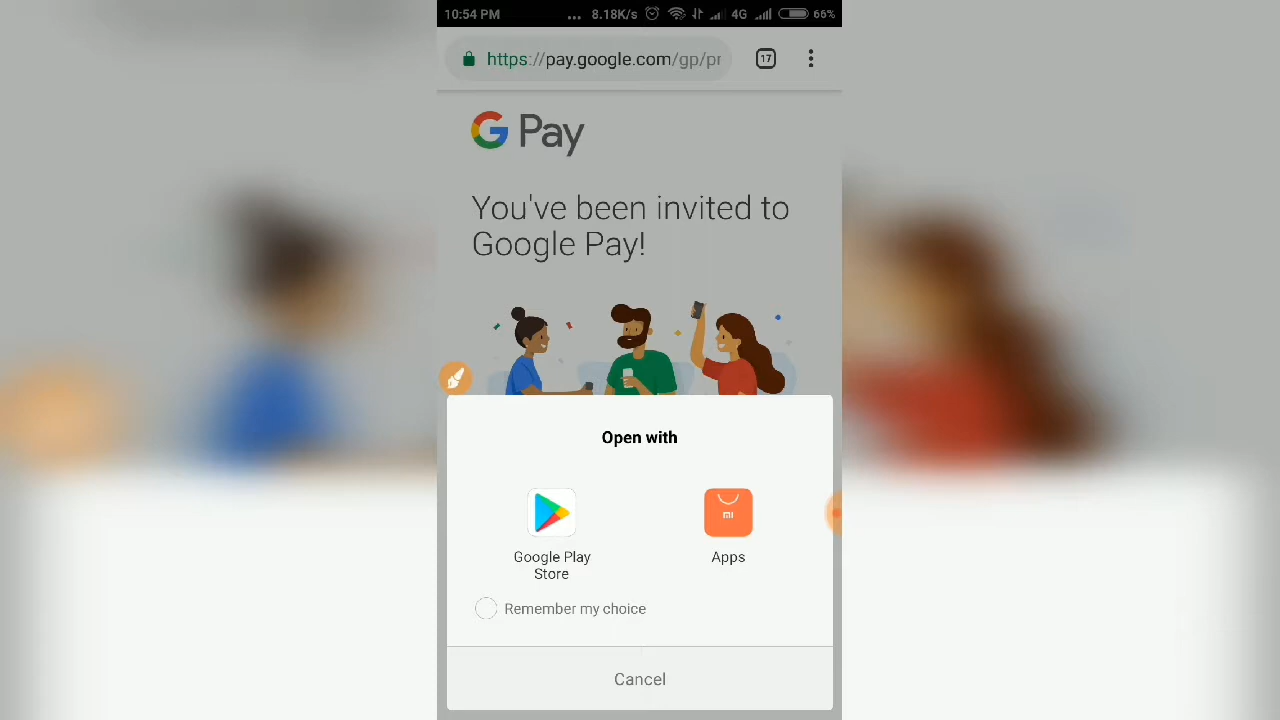 10:54 PM ... 8.18K/s 4G 66%
https://pay.google.com/gp/pr 17
G Pay
You've been invited to
Google Pay!
Open with
mi
Google Play Apps
Store
Remember my choice
Cancel